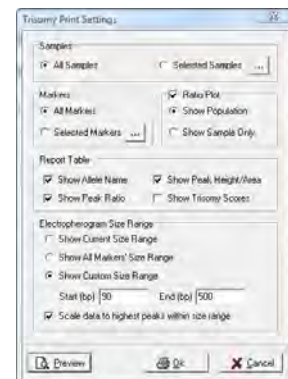 Trisomy Print Settings
Samples
All Samples
Selected Samples ...
Markers
All Markers
Selected Markers ...
Ratio Plot
Show Population
Show Sample Only
Report Table
Show Allele Name
Show Peak Height/Area
Show Peak Ratio
Show Trisomy Scores
Electropherogram Size Range
Show Current Size Range
Show All Markers' Size Range
Show Custom Size Range
Start (bp) 90 End (bp) 500
Scale data to highest peaks within size range
Preview Ok Cancel